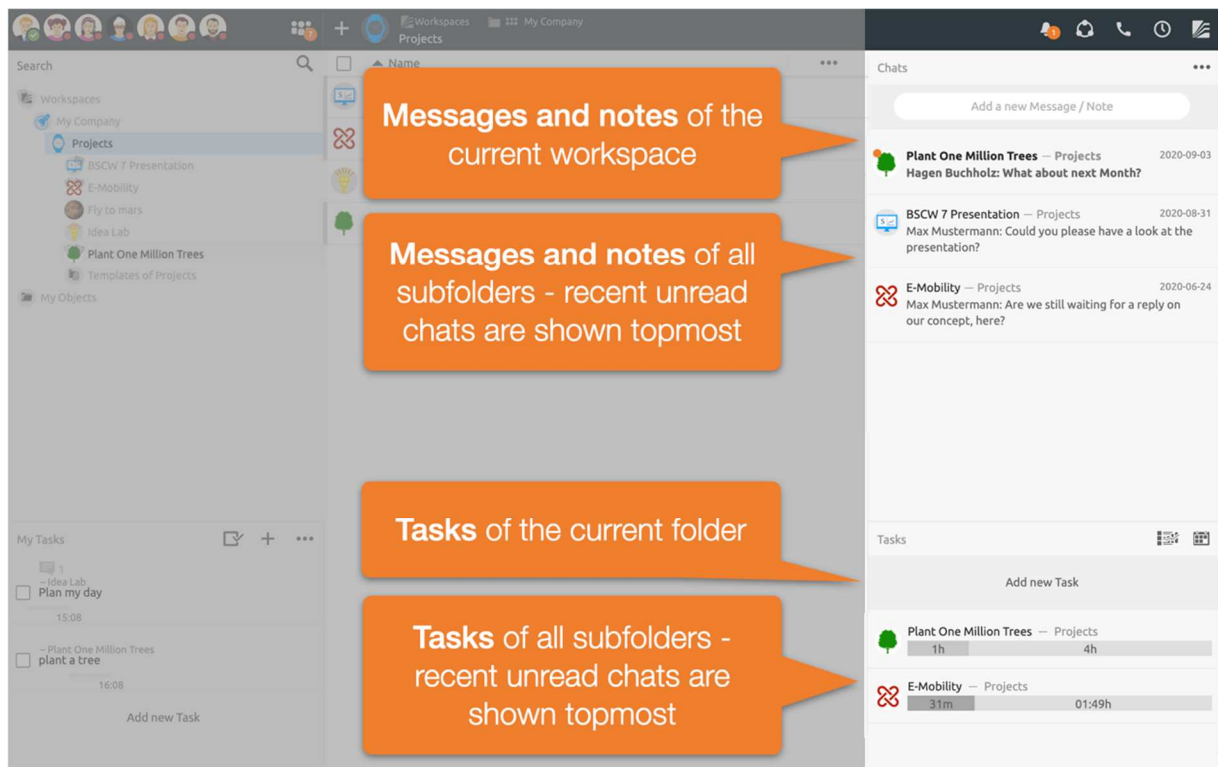 7
Workspaces My Company
Projects
1
Search
Name
Workspaces
My Company
Projects
BSCW 7 Presentation
E-Mobility
Fly to mars
Idea Lab
Plant One Million Trees
Templates of Projects
My Objects
Messages and notes of the
current workspace
Messages and notes of all
subfolders - recent unread
chats are shown topmost
Chats
Add a new Message / Note
Plant One Million Trees — Projects 2020-09-03
Hagen Buchholz: What about next Month?
BSCW 7 Presentation — Projects 2020-08-31
Max Mustermann: Could you please have a look at the
presentation?
E-Mobility — Projects 2020-06-24
Max Mustermann: Are we still waiting for a reply on
our concept, here?
My Tasks
1
– Idea Lab
Plan my day
15:08
– Plant One Million Trees
plant a tree
16:08
Add new Task
Tasks of the current folder
Tasks of all subfolders -
recent unread chats are
shown topmost
Tasks
Add new Task
Plant One Million Trees — Projects
1h 4h
E-Mobility — Projects
31m 01:49h